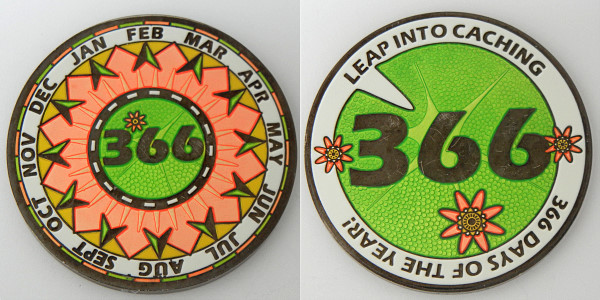 JAN FEB MAR APR MAY JUN JUL AUG SEPT OCT NOV DEC
366
LEAP INTO CACHING
366
366 DAYS OF THE YEAR!